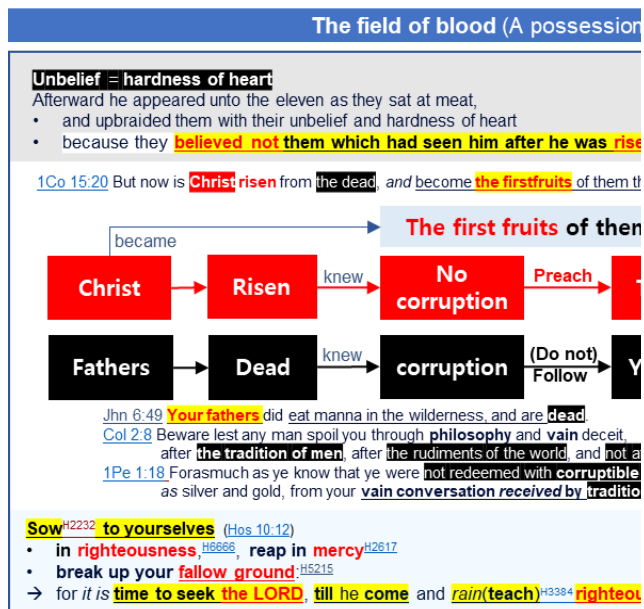 The field of blood (A possession
Unbelief = hardness of heart
Afterward he appeared unto the eleven as they sat at meat,
• and upbraided them with their unbelief and hardness of heart
• because they believed not them which had seen him after he was rise
1Co 15:20 But now is Christ risen from the dead, and become the firstfruits of them th
became
The first fruits of them
Christ
Risen
knew
No corruption
Preach
T
Fathers
Dead
knew
corruption
(Do not) Follow
Y
Jhn 6:49 Your fathers did eat manna in the wilderness, and are dead.
Col 2:8 Beware lest any man spoil you through philosophy and vain deceit,
after the tradition of men, after the rudiments of the world, and not a
1Pe 1:18 Forasmuch as ye know that ye were not redeemed with corruptible
as silver and gold, from your vain conversation received by traditio
Sow H2232 to yourselves (Hos 10:12)
• in righteousness, H6666, reap in mercy H2617
• break up your fallow ground: H5215
→ for it is time to seek the LORD, till he come and rain(teach) H3384 righteou